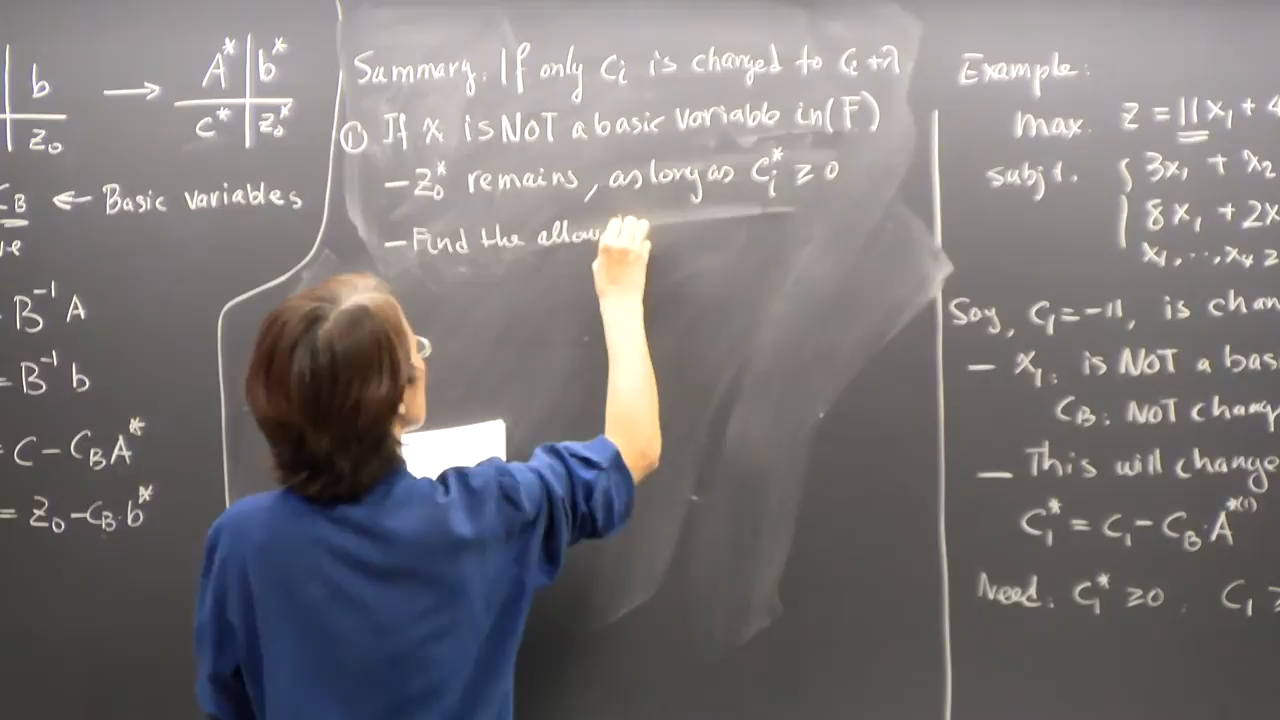 b → A* b*
z₀ c* z₀*
C_B ← Basic variables
B⁻¹ A
= B⁻¹ b
= C - C_B A*
= z₀ - C_B · b*
Summary. If only Cᵢ is changed to Cᵢ + λ
① If xᵢ is NOT a basic variable in (F)
- z₀* remains, as long as Cᵢ* ≥ 0
- Find the allow
Example:
max. z = 11x₁ + 4
subjt. { 3x₁ + x₂
8x₁ + 2x
x₁, ..., x₄ ≥
Say, C₁ = -11, is chan
- x₁: is NOT a bas
C_B: NOT chang
- This will change
C₁* = C₁ - C_B · A*⁽¹⁾
Need: C₁* ≥ 0 : C₁ ≥